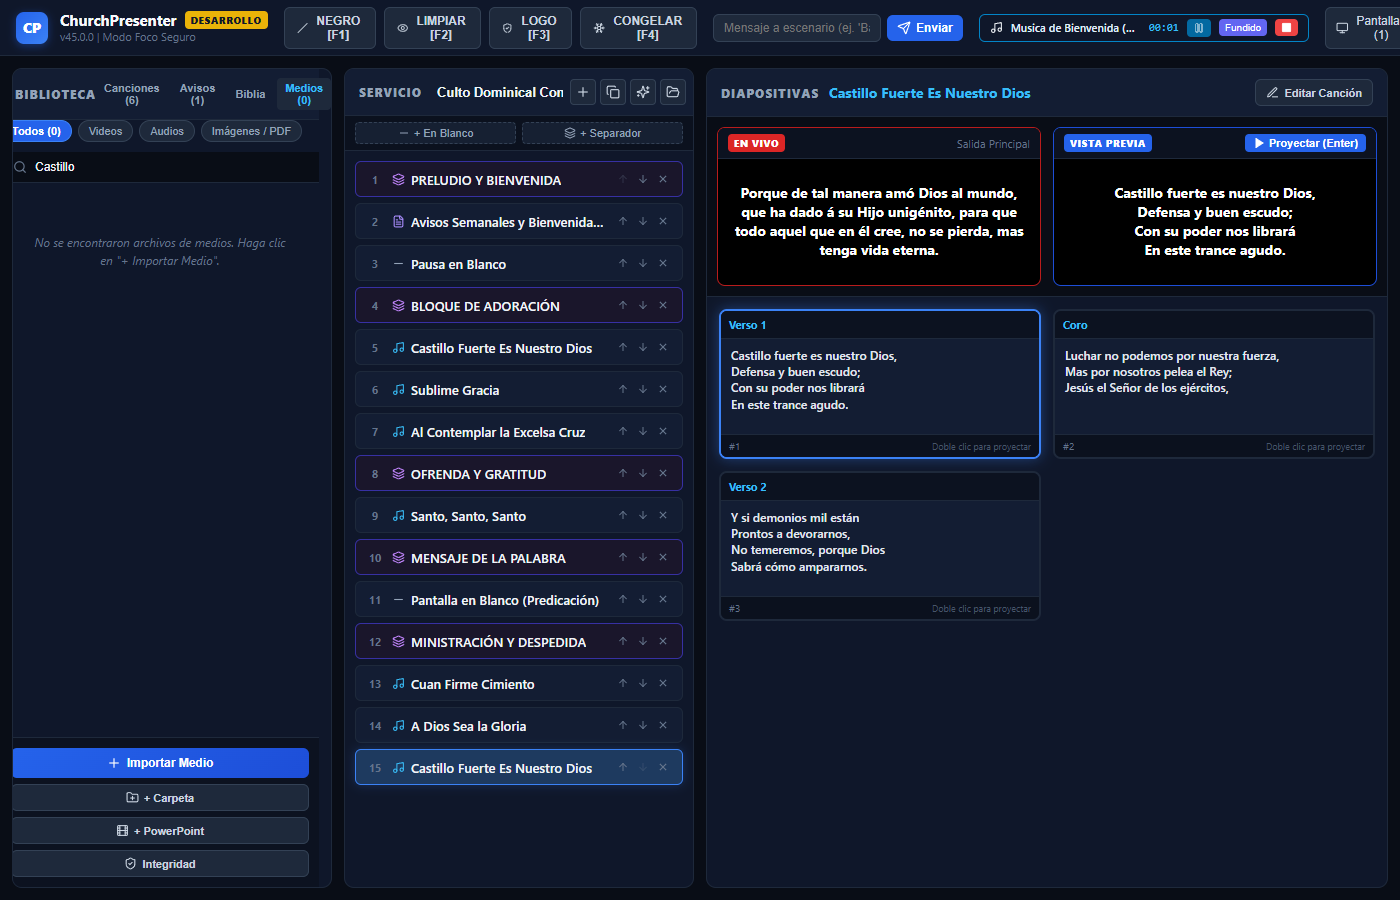 CP
ChurchPresenter DESARROLLO
v45.0.0 | Modo Foco Seguro
NEGRO
[F1]
LIMPIAR
[F2]
LOGO
[F3]
CONGELAR
[F4]
Mensaje a escenario (ej. 'Ba
Enviar
Musica de Bienvenida (... 00:01 Fundido
Pantalla
(1)
BIBLIOTECA
Canciones
(6)
Avisos
(1)
Biblia
Medios
(0)
Todos (0) Videos Audios Imágenes / PDF
Castillo
No se encontraron archivos de medios. Haga clic
en "+ Importar Medio".
Importar Medio
+ Carpeta
+ PowerPoint
Integridad
SERVICIO Culto Dominical Con
+ En Blanco + Separador
1 PRELUDIO Y BIENVENIDA
2 Avisos Semanales y Bienvenida...
3 Pausa en Blanco
4 BLOQUE DE ADORACIÓN
5 Castillo Fuerte Es Nuestro Dios
6 Sublime Gracia
7 Al Contemplar la Excelsa Cruz
8 OFRENDA Y GRATITUD
9 Santo, Santo, Santo
10 MENSAJE DE LA PALABRA
11 Pantalla en Blanco (Predicación)
12 MINISTRACIÓN Y DESPEDIDA
13 Cuan Firme Cimiento
14 A Dios Sea la Gloria
15 Castillo Fuerte Es Nuestro Dios
DIAPOSITIVAS Castillo Fuerte Es Nuestro Dios
Editar Canción
EN VIVO Salida Principal
Porque de tal manera amó Dios al mundo,
que ha dado á su Hijo unigénito, para que
todo aquel que en él cree, no se pierda, mas
tenga vida eterna.
VISTA PREVIA Proyectar (Enter)
Castillo fuerte es nuestro Dios,
Defensa y buen escudo;
Con su poder nos librará
En este trance agudo.
Verso 1
Castillo fuerte es nuestro Dios,
Defensa y buen escudo;
Con su poder nos librará
En este trance agudo.
#1 Doble clic para proyectar
Coro
Luchar no podemos por nuestra fuerza,
Mas por nosotros pelea el Rey;
Jesús el Señor de los ejércitos,
#2 Doble clic para proyectar
Verso 2
Y si demonios mil están
Prontos a devorarnos,
No temeremos, porque Dios
Sabrá cómo ampararnos.
#3 Doble clic para proyectar